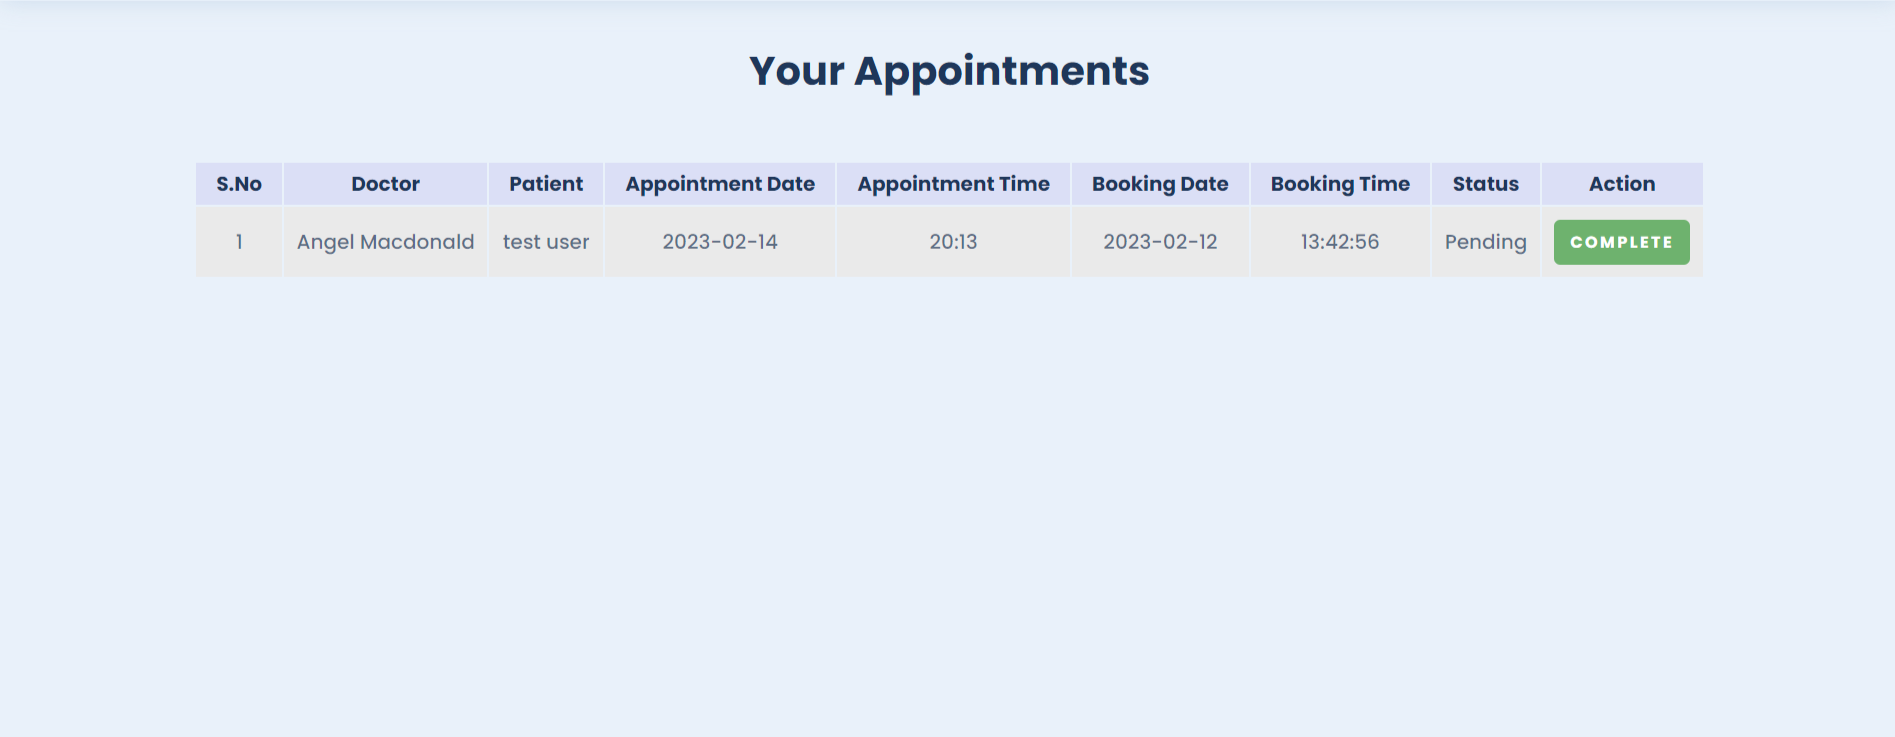 Your Appointments
S.No Doctor Patient Appointment Date Appointment Time Booking Date Booking Time Status Action
1 Angel Macdonald test user 2023-02-14 20:13 2023-02-12 13:42:56 Pending COMPLETE